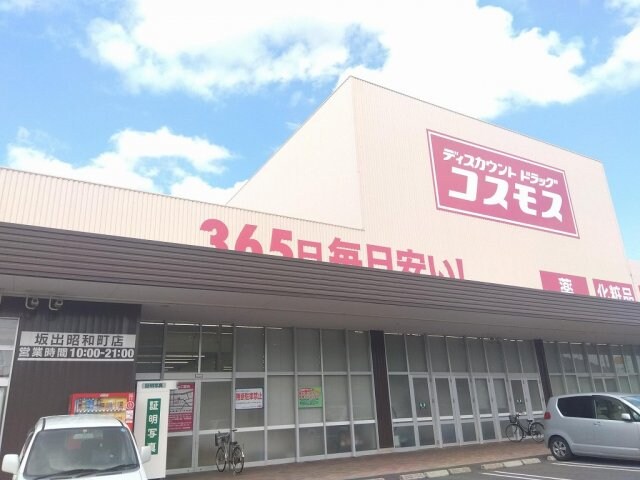 ディスカウント ドラッグ
コスモス
365日毎日安い!
薬
化粧品
坂出昭和町店
営業時間 10:00-21:00
証明写真